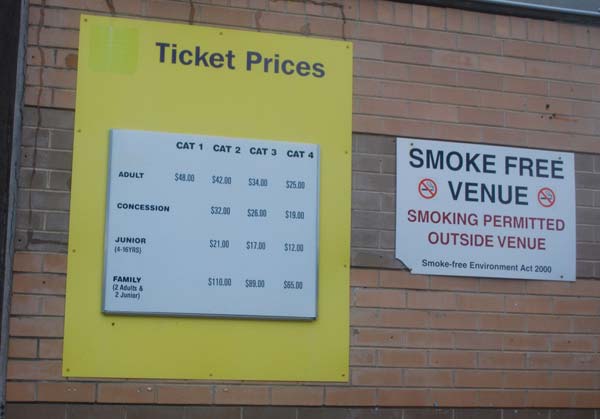 Ticket Prices
CAT 1 CAT 2 CAT 3 CAT 4
ADULT $48.00 $42.00 $34.00 $25.00
CONCESSION $32.00 $26.00 $19.00
JUNIOR $21.00 $17.00 $12.00
(4-16YRS)
FAMILY $110.00 $89.00 $65.00
(2 Adults &
2 Junior)
SMOKE FREE
VENUE
SMOKING PERMITTED
OUTSIDE VENUE
Smoke-free Environment Act 2000